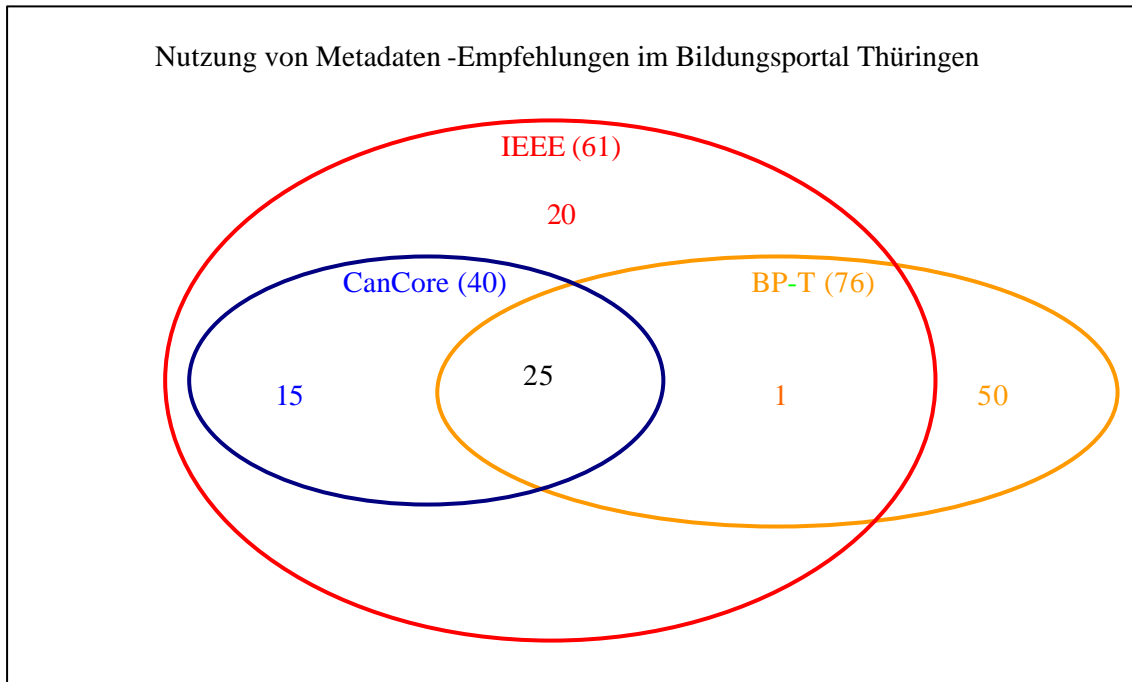 Nutzung von Metadaten -Empfehlungen im Bildungsportal Thüringen
IEEE (61)
20
CanCore (40)
BP-T (76)
25
15
1
50